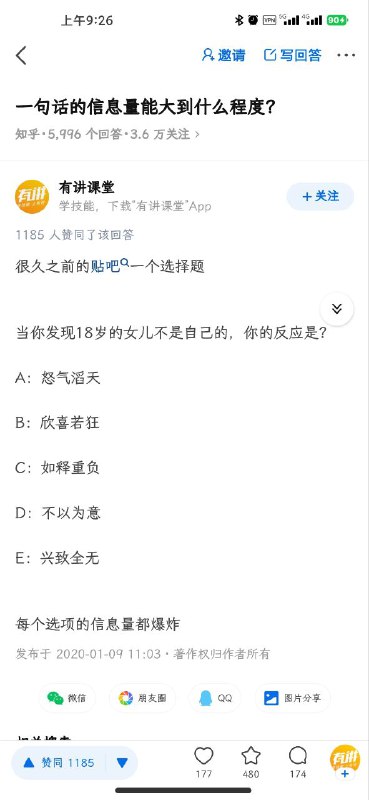 上午9:26
VPN
5G
4G
90
邀请
写回答
一句话的信息量能大到什么程度?
知乎·5,996 个回答·3.6 万关注 >
有讲
有讲课堂
学技能，下载"有讲课堂"App
+ 关注
1185 人赞同了该回答
很久之前的贴吧一个选择题
当你发现18岁的女儿不是自己的，你的反应是?
A：怒气滔天
B：欣喜若狂
C：如释重负
D：不以为意
E：兴致全无
每个选项的信息量都爆炸
发布于 2020-01-09 11:03 · 著作权归作者所有
微信
朋友圈
QQ
图片分享
赞同 1185
177
480
174
有讲